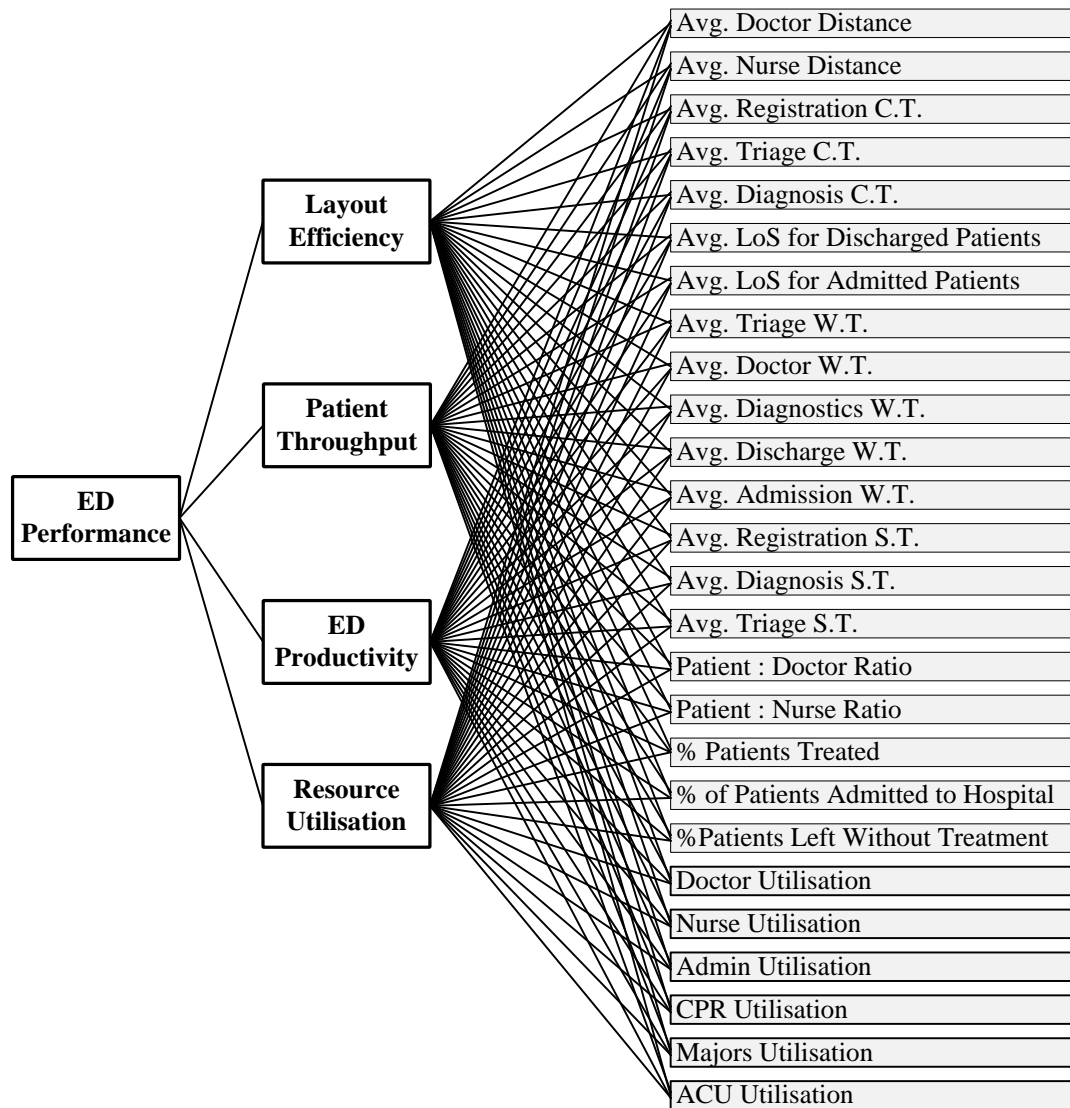 ED
Performance
Layout
Efficiency
Patient
Throughput
ED
Productivity
Resource
Utilisation
Avg. Doctor Distance
Avg. Nurse Distance
Avg. Registration C.T.
Avg. Triage C.T.
Avg. Diagnosis C.T.
Avg. LoS for Discharged Patients
Avg. LoS for Admitted Patients
Avg. Triage W.T.
Avg. Doctor W.T.
Avg. Diagnostics W.T.
Avg. Discharge W.T.
Avg. Admission W.T.
Avg. Registration S.T.
Avg. Diagnosis S.T.
Avg. Triage S.T.
Patient : Doctor Ratio
Patient : Nurse Ratio
% Patients Treated
% of Patients Admitted to Hospital
%Patients Left Without Treatment
Doctor Utilisation
Nurse Utilisation
Admin Utilisation
CPR Utilisation
Majors Utilisation
ACU Utilisation